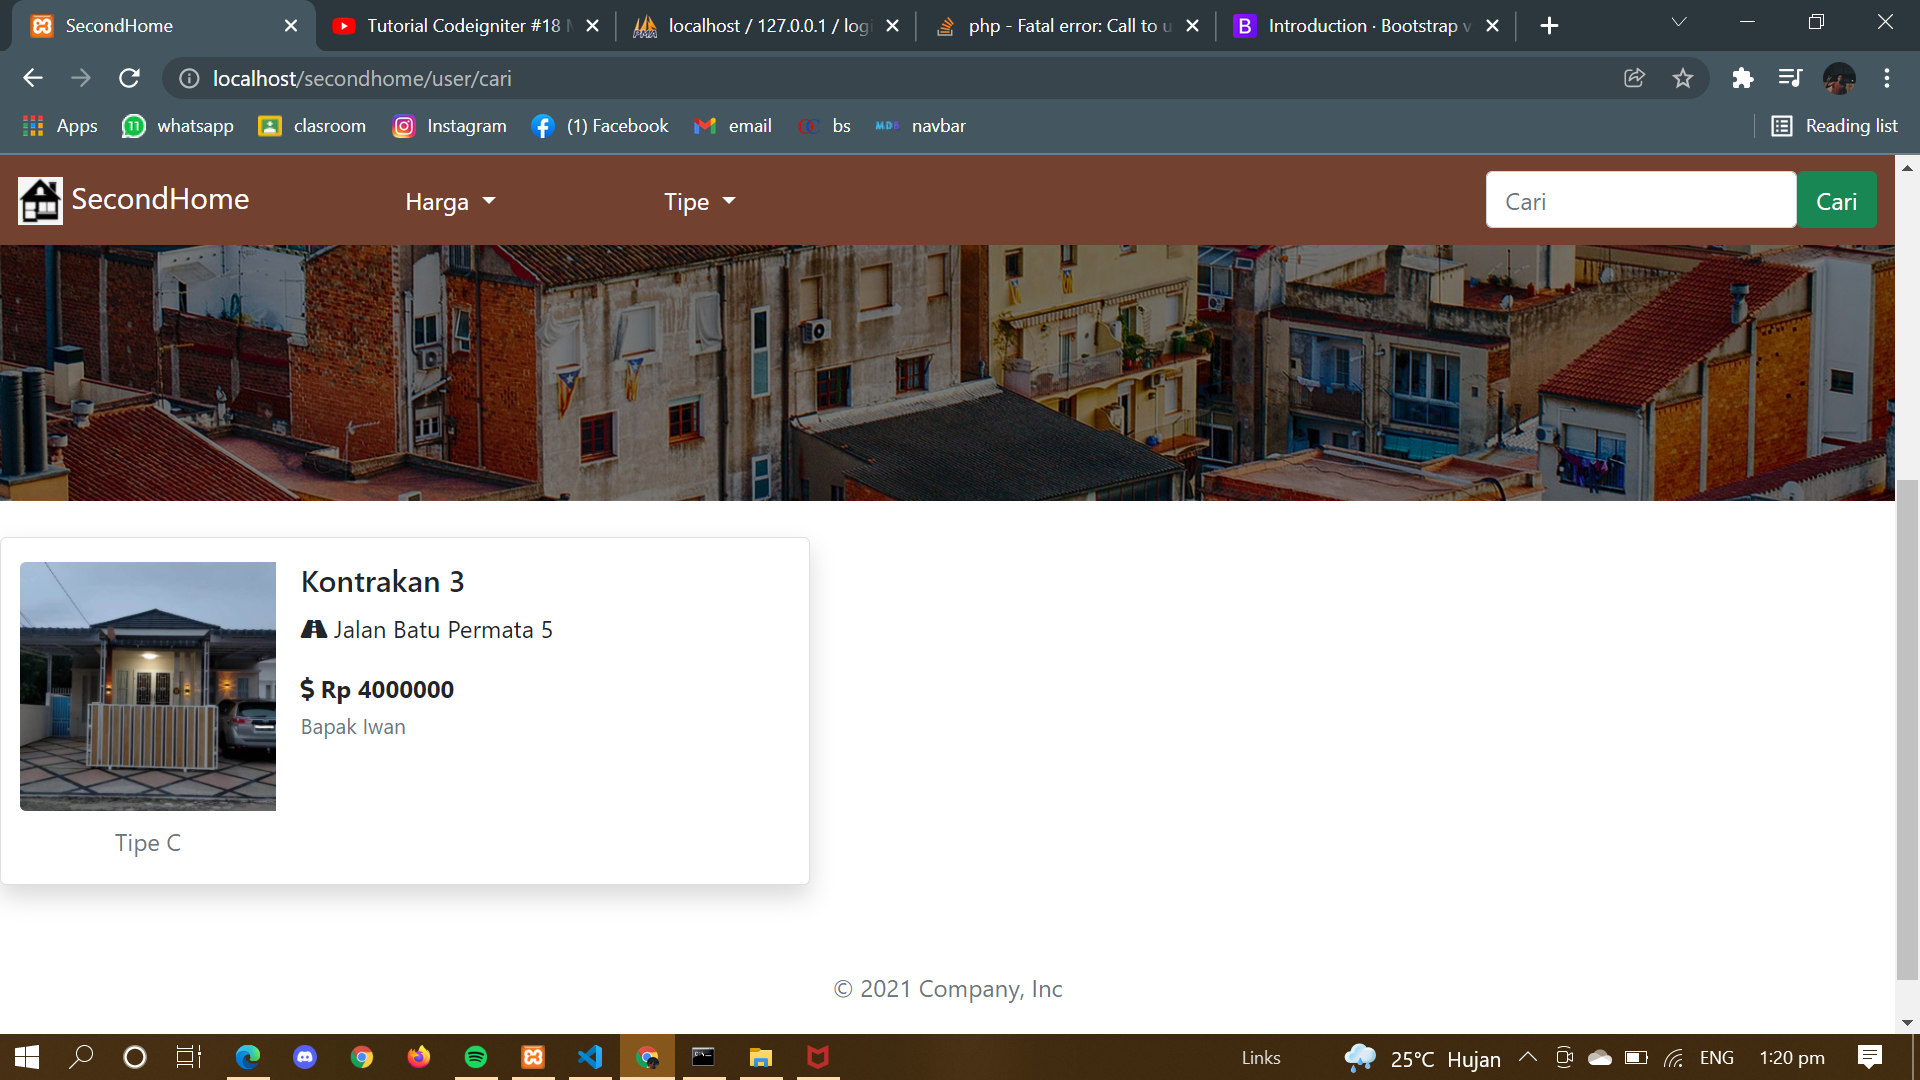 SecondHome
Tutorial Codeigniter #18
localhost / 127.0.0.1 / log
php - Fatal error: Call to
Introduction · Bootstrap
localhost/secondhome/user/cari
Apps
11 whatsapp
clasroom
Instagram
(1) Facebook
email
bs
MDB navbar
Reading list
SecondHome
Harga
Tipe
Cari
Cari
Kontrakan 3
Jalan Batu Permata 5
$ Rp 4000000
Bapak Iwan
Tipe C
© 2021 Company, Inc
Links
25°C Hujan
ENG
1:20 pm